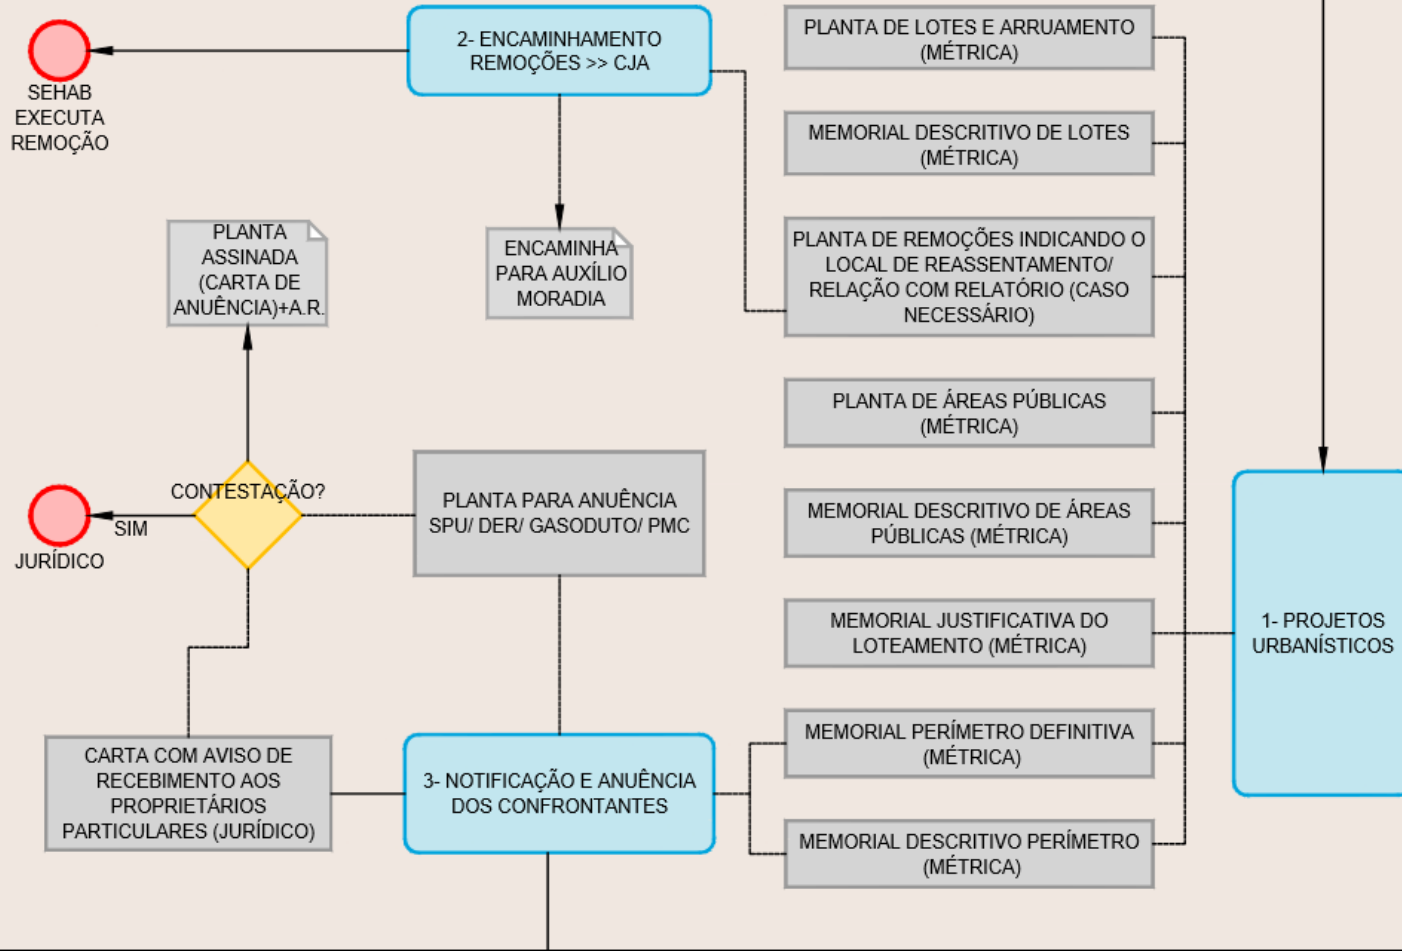 2- ENCAMINHAMENTO
REMOÇÕES >> CJA
SEHAB
EXECUTA
REMOÇÃO
PLANTA DE LOTES E ARRUAMENTO
(MÉTRICA)
MEMORIAL DESCRITIVO DE LOTES
(MÉTRICA)
PLANTA
ASSINADA
(CARTA DE
ANUÊNCIA)+A.R.
ENCAMINHA
PARA AUXÍLIO
MORADIA
PLANTA DE REMOÇÕES INDICANDO O
LOCAL DE REASSENTAMENTO/
RELAÇÃO COM RELATÓRIO (CASO
NECESSÁRIO)
PLANTA DE ÁREAS PÚBLICAS
(MÉTRICA)
CONTESTAÇÃO?
SIM
JURÍDICO
PLANTA PARA ANUÊNCIA
SPU/ DER/ GASODUTO/ PMC
MEMORIAL DESCRITIVO DE ÁREAS
PÚBLICAS (MÉTRICA)
MEMORIAL JUSTIFICATIVA DO
LOTEAMENTO (MÉTRICA)
1- PROJETOS
URBANÍSTICOS
CARTA COM AVISO DE
RECEBIMENTO AOS
PROPRIETÁRIOS
PARTICULARES (JURÍDICO)
3- NOTIFICAÇÃO E ANUÊNCIA
DOS CONFRONTANTES
MEMORIAL PERÍMETRO DEFINITIVA
(MÉTRICA)
MEMORIAL DESCRITIVO PERÍMETRO
(MÉTRICA)